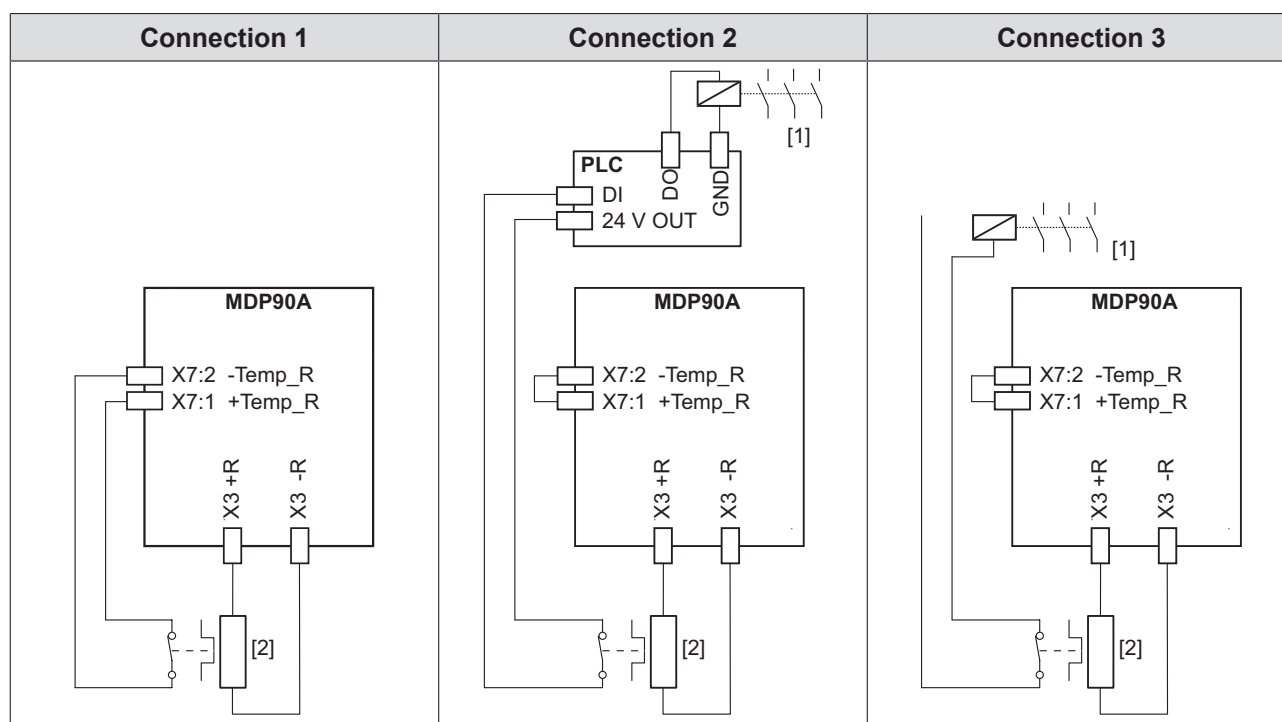 Connection 1
Connection 2
Connection 3
[1]
PLC
DO
GND
DI
24 V OUT
[1]
MDP90A
X7:2 -Temp_R
X7:1 +Temp_R
X3 +R
X3 -R
[2]
MDP90A
X7:2 -Temp_R
X7:1 +Temp_R
X3 +R
X3 -R
[2]
MDP90A
X7:2 -Temp_R
X7:1 +Temp_R
X3 +R
X3 -R
[2]